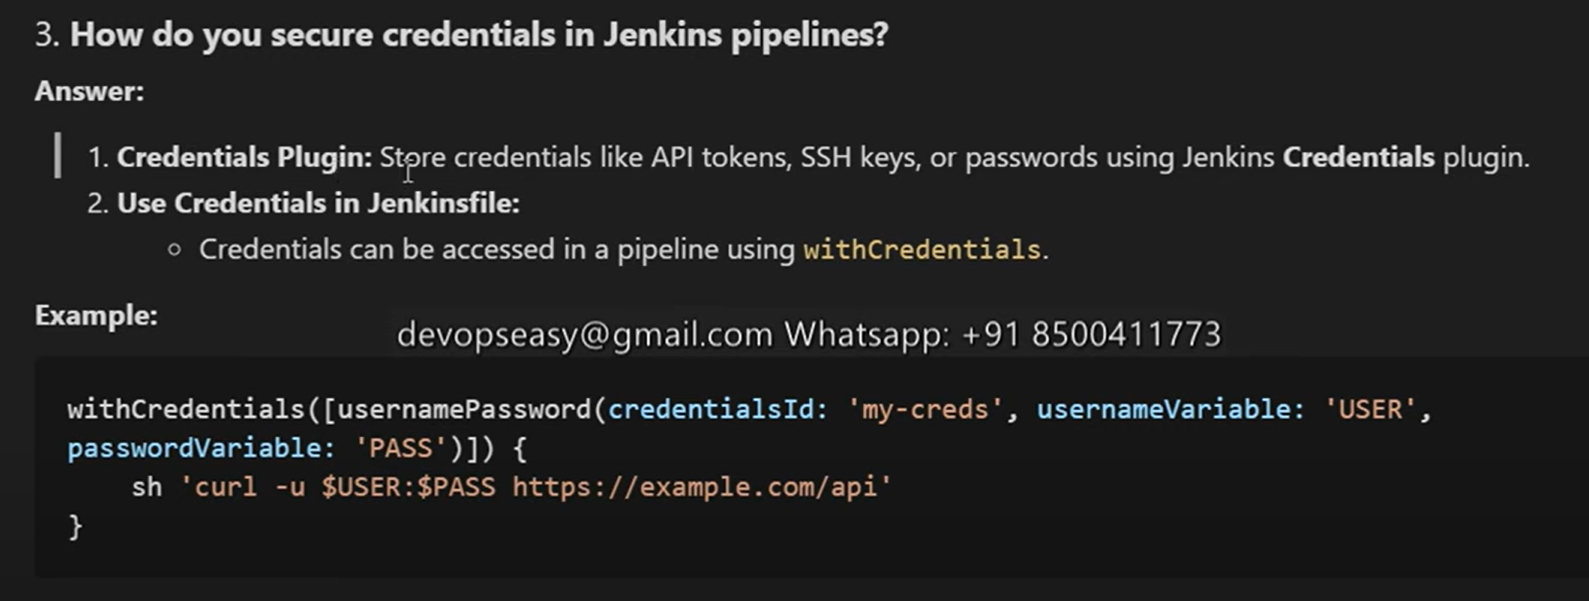 3. How do you secure credentials in Jenkins pipelines?
Answer:
1. Credentials Plugin: Store credentials like API tokens, SSH keys, or passwords using Jenkins Credentials plugin.
2. Use Credentials in Jenkinsfile:
○ Credentials can be accessed in a pipeline using withCredentials.
Example:
devopseasy@gmail.com Whatsapp: +91 8500411773
withCredentials([usernamePassword(credentialsId: 'my-creds', usernameVariable: 'USER',
passwordVariable: 'PASS')]) {
    sh 'curl -u $USER:$PASS https://example.com/api'
}